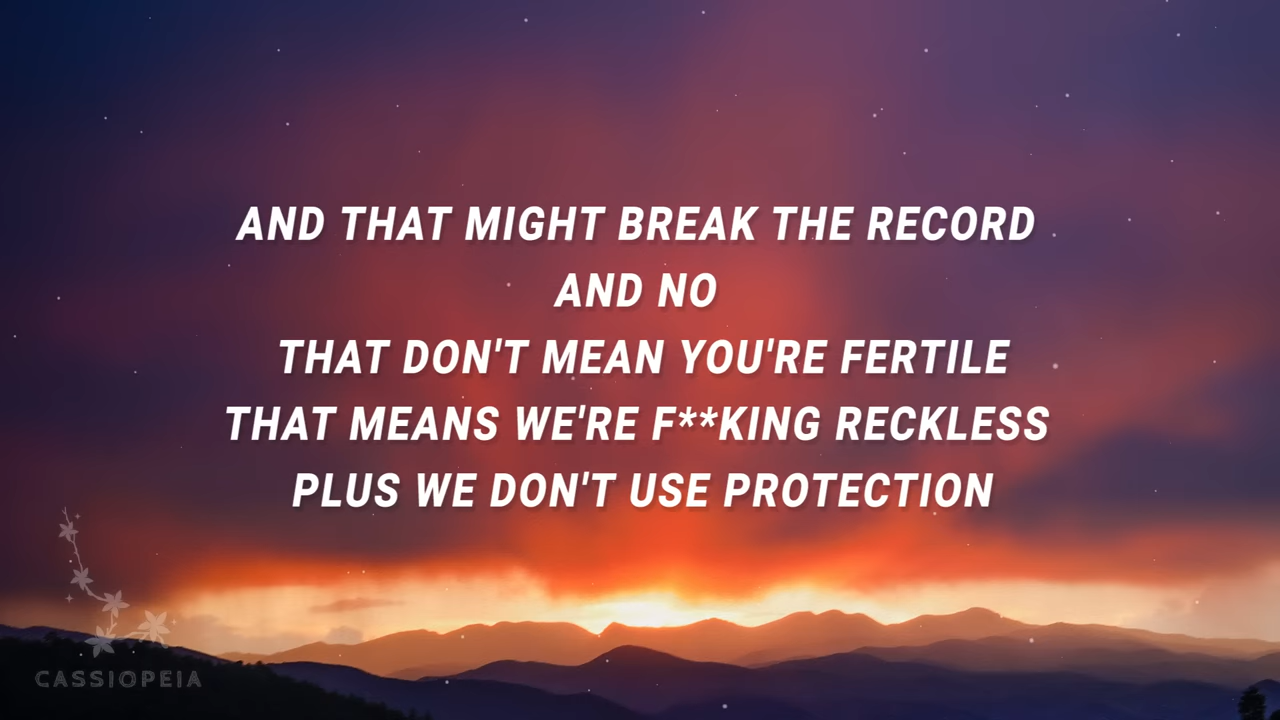 AND THAT MIGHT BREAK THE RECORD
AND NO
THAT DON'T MEAN YOU'RE FERTILE
THAT MEANS WE'RE F**KING RECKLESS
PLUS WE DON'T USE PROTECTION
CASSIOPEIA